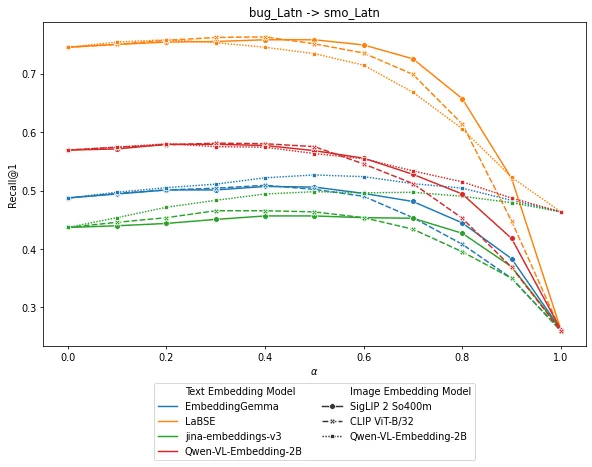 bug_Latn -> smo_Latn
Recall@1
0.7
0.6
0.5
0.4
0.3
0.0 0.2 0.4 0.6 0.8 1.0
α
Text Embedding Model Image Embedding Model
EmbeddingGemma SigLIP 2 So400m
LaBSE CLIP ViT-B/32
jina-embeddings-v3 Qwen-VL-Embedding-2B
Qwen-VL-Embedding-2B